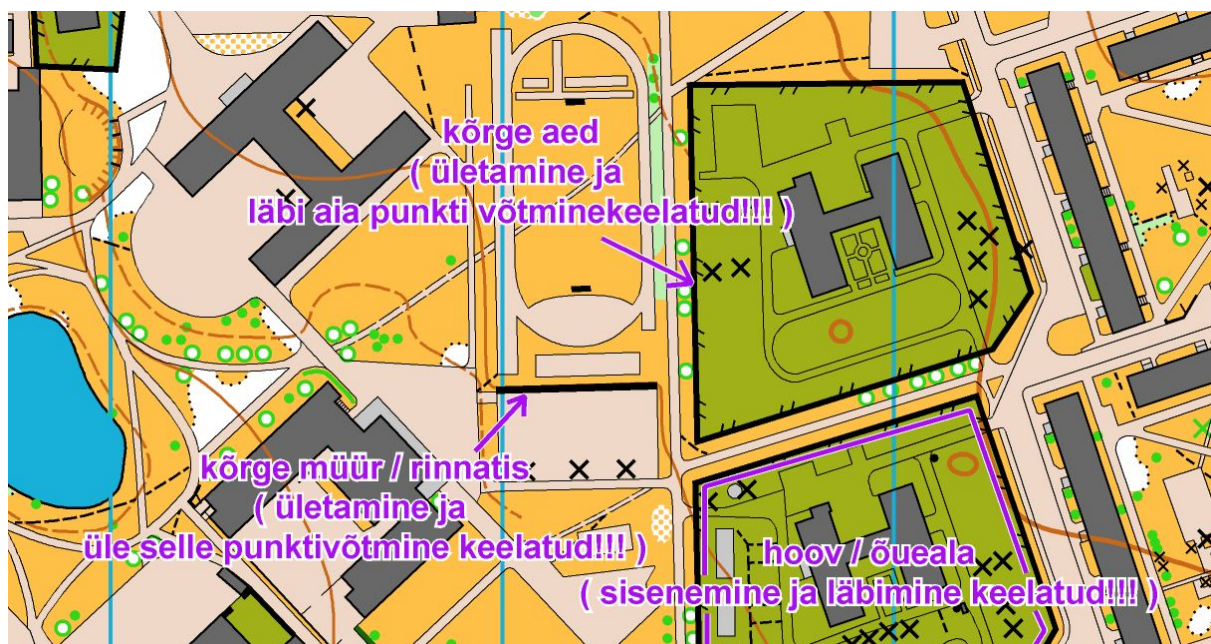 kõrge aed
( ületamine ja
läbi aia punkti võtminekeelatud!!! )
kõrge müür / rinnatis
( ületamine ja
üle selle punktivõtmine keelatud!!! )
hoov / õueala
( sisenemine ja läbimine keelatud!!! )